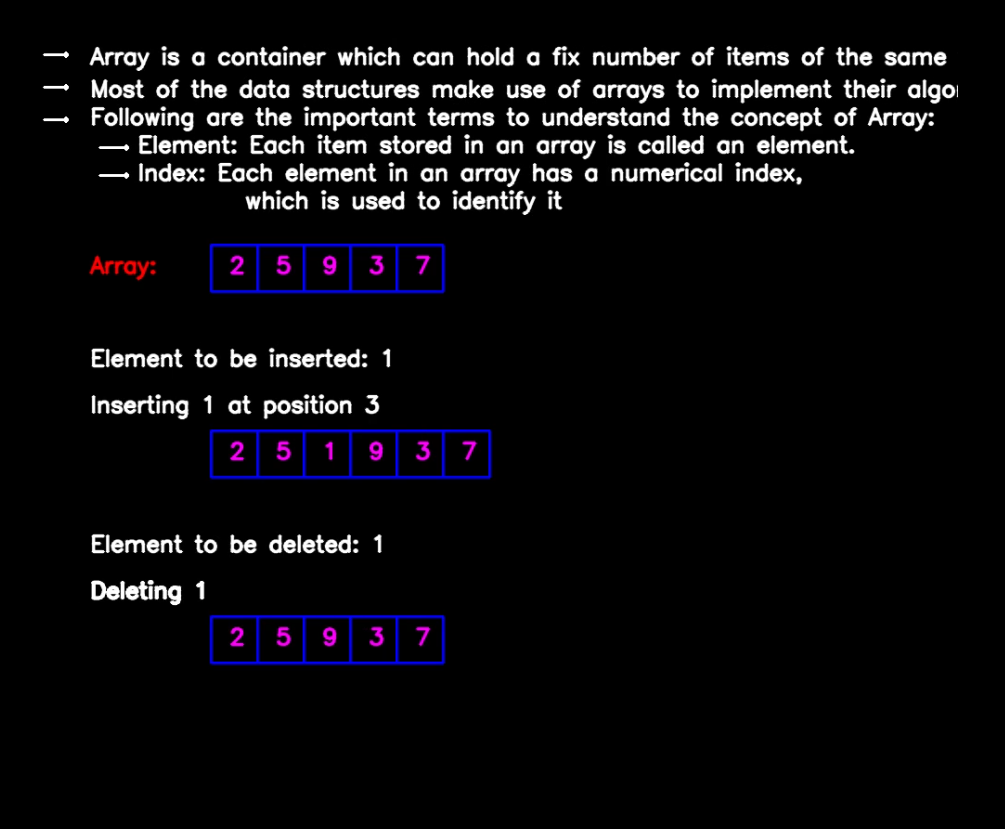 Array is a container which can hold a fix number of items of the same
Most of the data structures make use of arrays to implement their
Following are the important terms to understand the concept of Array:
Element: Each item stored in an array is called an element.
Index: Each element in an array has a numerical index,
which is used to identify it
Array: 2 5 9 3 7
Element to be inserted: 1
Inserting 1 at position 3
2 5 1 9 3 7
Element to be deleted: 1
Deleting 1
2 5 9 3 7